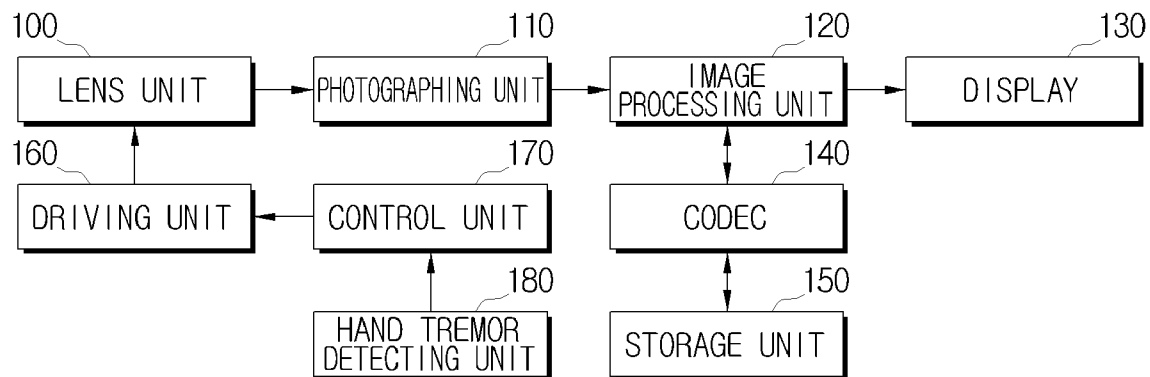 100
110
120
130
LENS UNIT
PHOTOGRAPHING UNIT
IMAGE
PROCESSING UNIT
DISPLAY
160
170
140
DRIVING UNIT
CONTROL UNIT
CODEC
180
150
HAND TREMOR
DETECTING UNIT
STORAGE UNIT